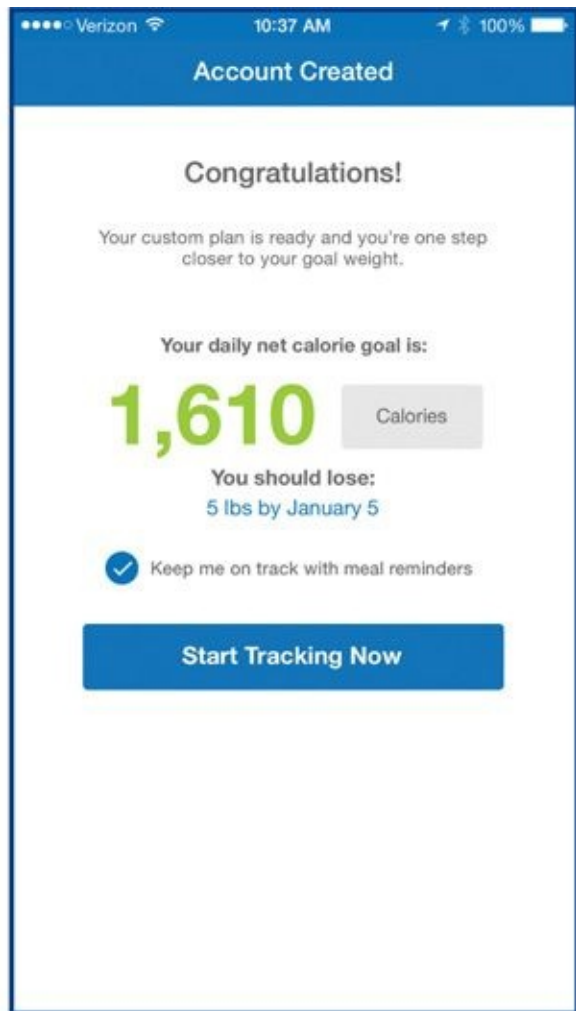 Verizon 10:37 AM 100%
Account Created
Congratulations!
Your custom plan is ready and you're one step
closer to your goal weight.
Your daily net calorie goal is:
1,610 Calories
You should lose:
5 lbs by January 5
Keep me on track with meal reminders
Start Tracking Now